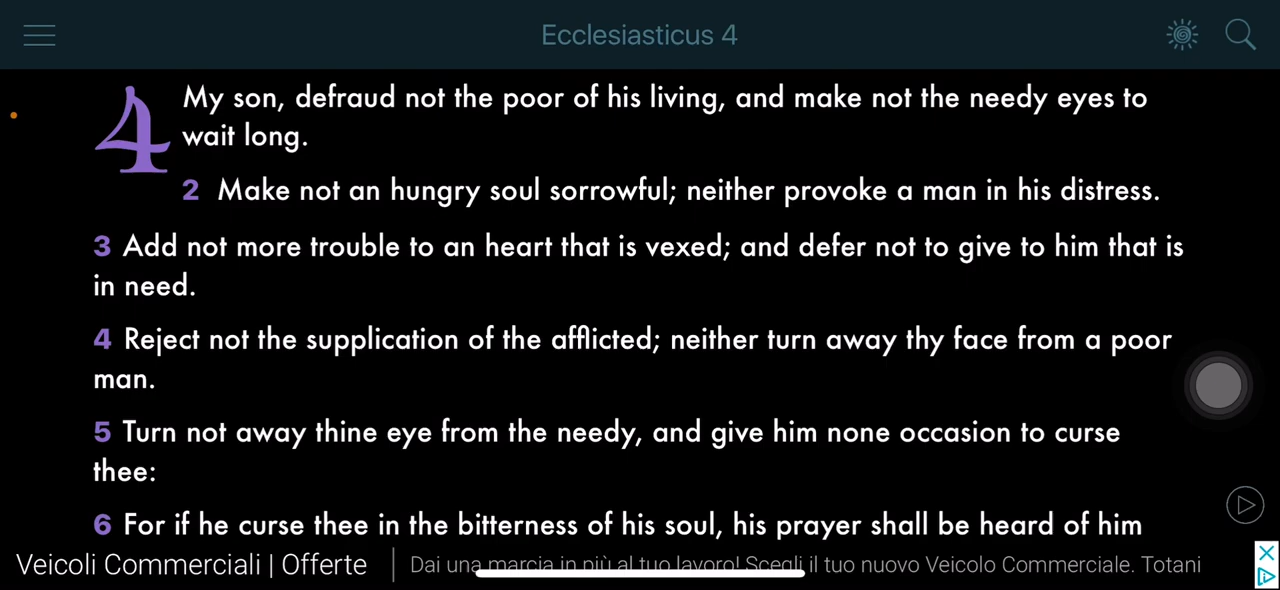 Ecclesiasticus 4
4 My son, defraud not the poor of his living, and make not the needy eyes to
wait long.
2 Make not an hungry soul sorrowful; neither provoke a man in his distress.
3 Add not more trouble to an heart that is vexed; and defer not to give to him that is
in need.
4 Reject not the supplication of the afflicted; neither turn away thy face from a poor
man.
5 Turn not away thine eye from the needy, and give him none occasion to curse
thee:
6 For if he curse thee in the bitterness of his soul, his prayer shall be heard of him
Veicoli Commerciali | Offerte
Dai una marcia in più al tuo lavoro! Scegli il tuo nuovo Veicolo Commerciale. Totani